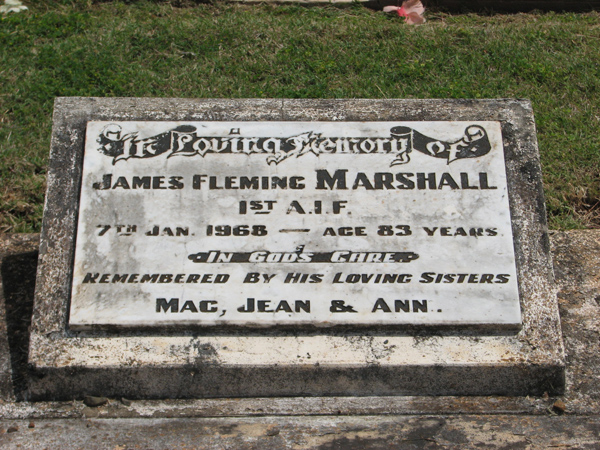 In Loving Memory of
JAMES FLEMING MARSHALL
1ST A.I.F.
7TH JAN. 1968 — AGE 83 YEARS.
IN GOD'S CARE.
REMEMBERED BY HIS LOVING SISTERS
MAC, JEAN & ANN.